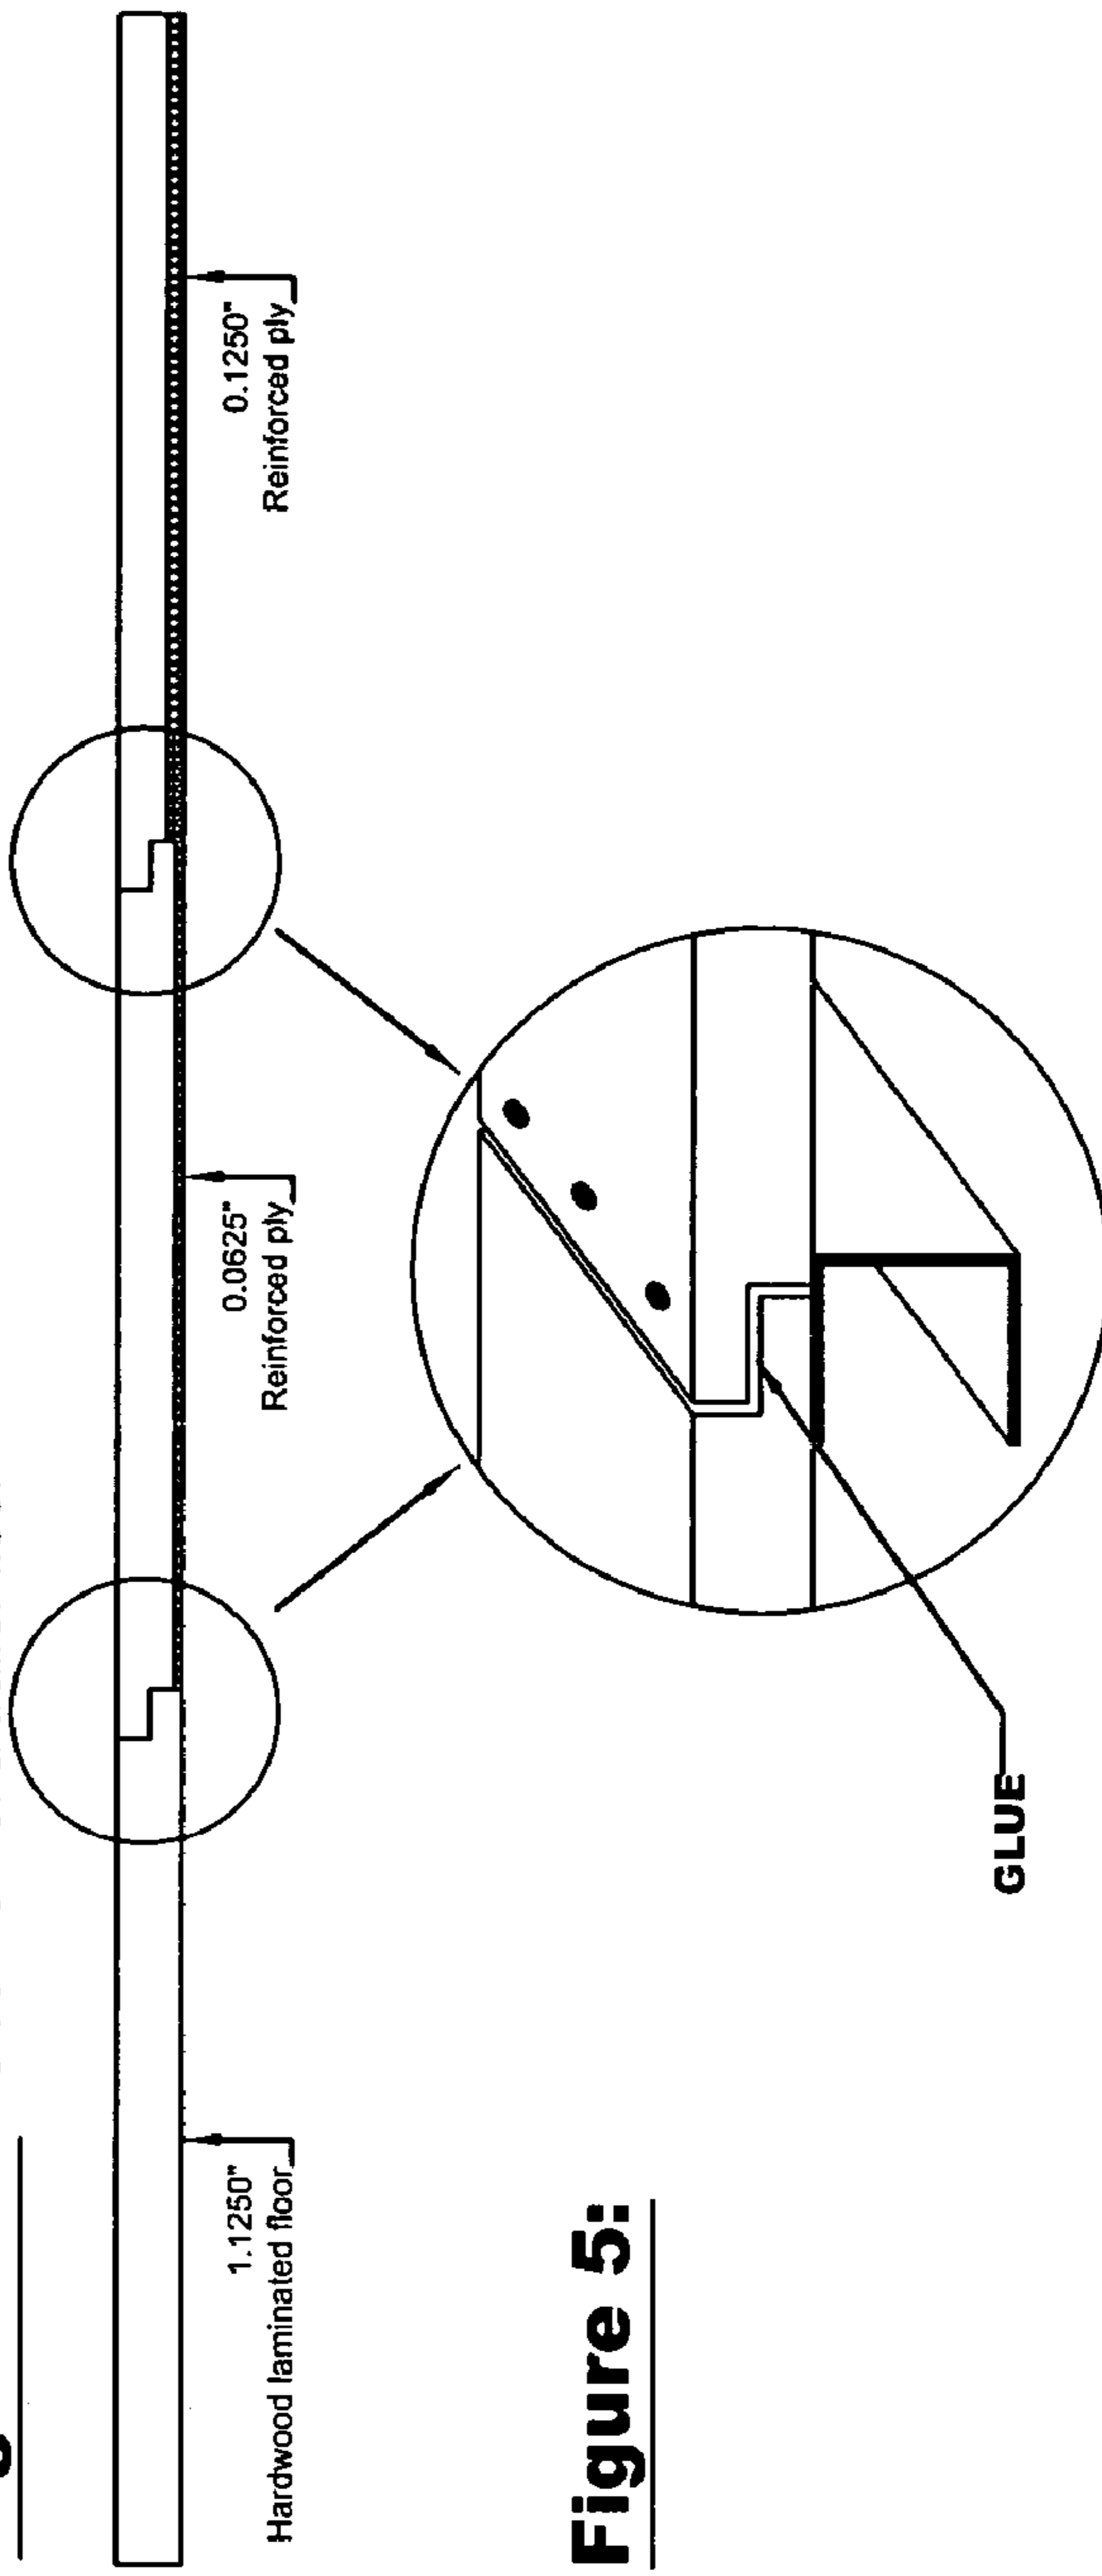 1.1250"
Hardwood laminated floor
0.0625"
Reinforced ply
0.1250"
Reinforced ply
Figure 5:
GLUE